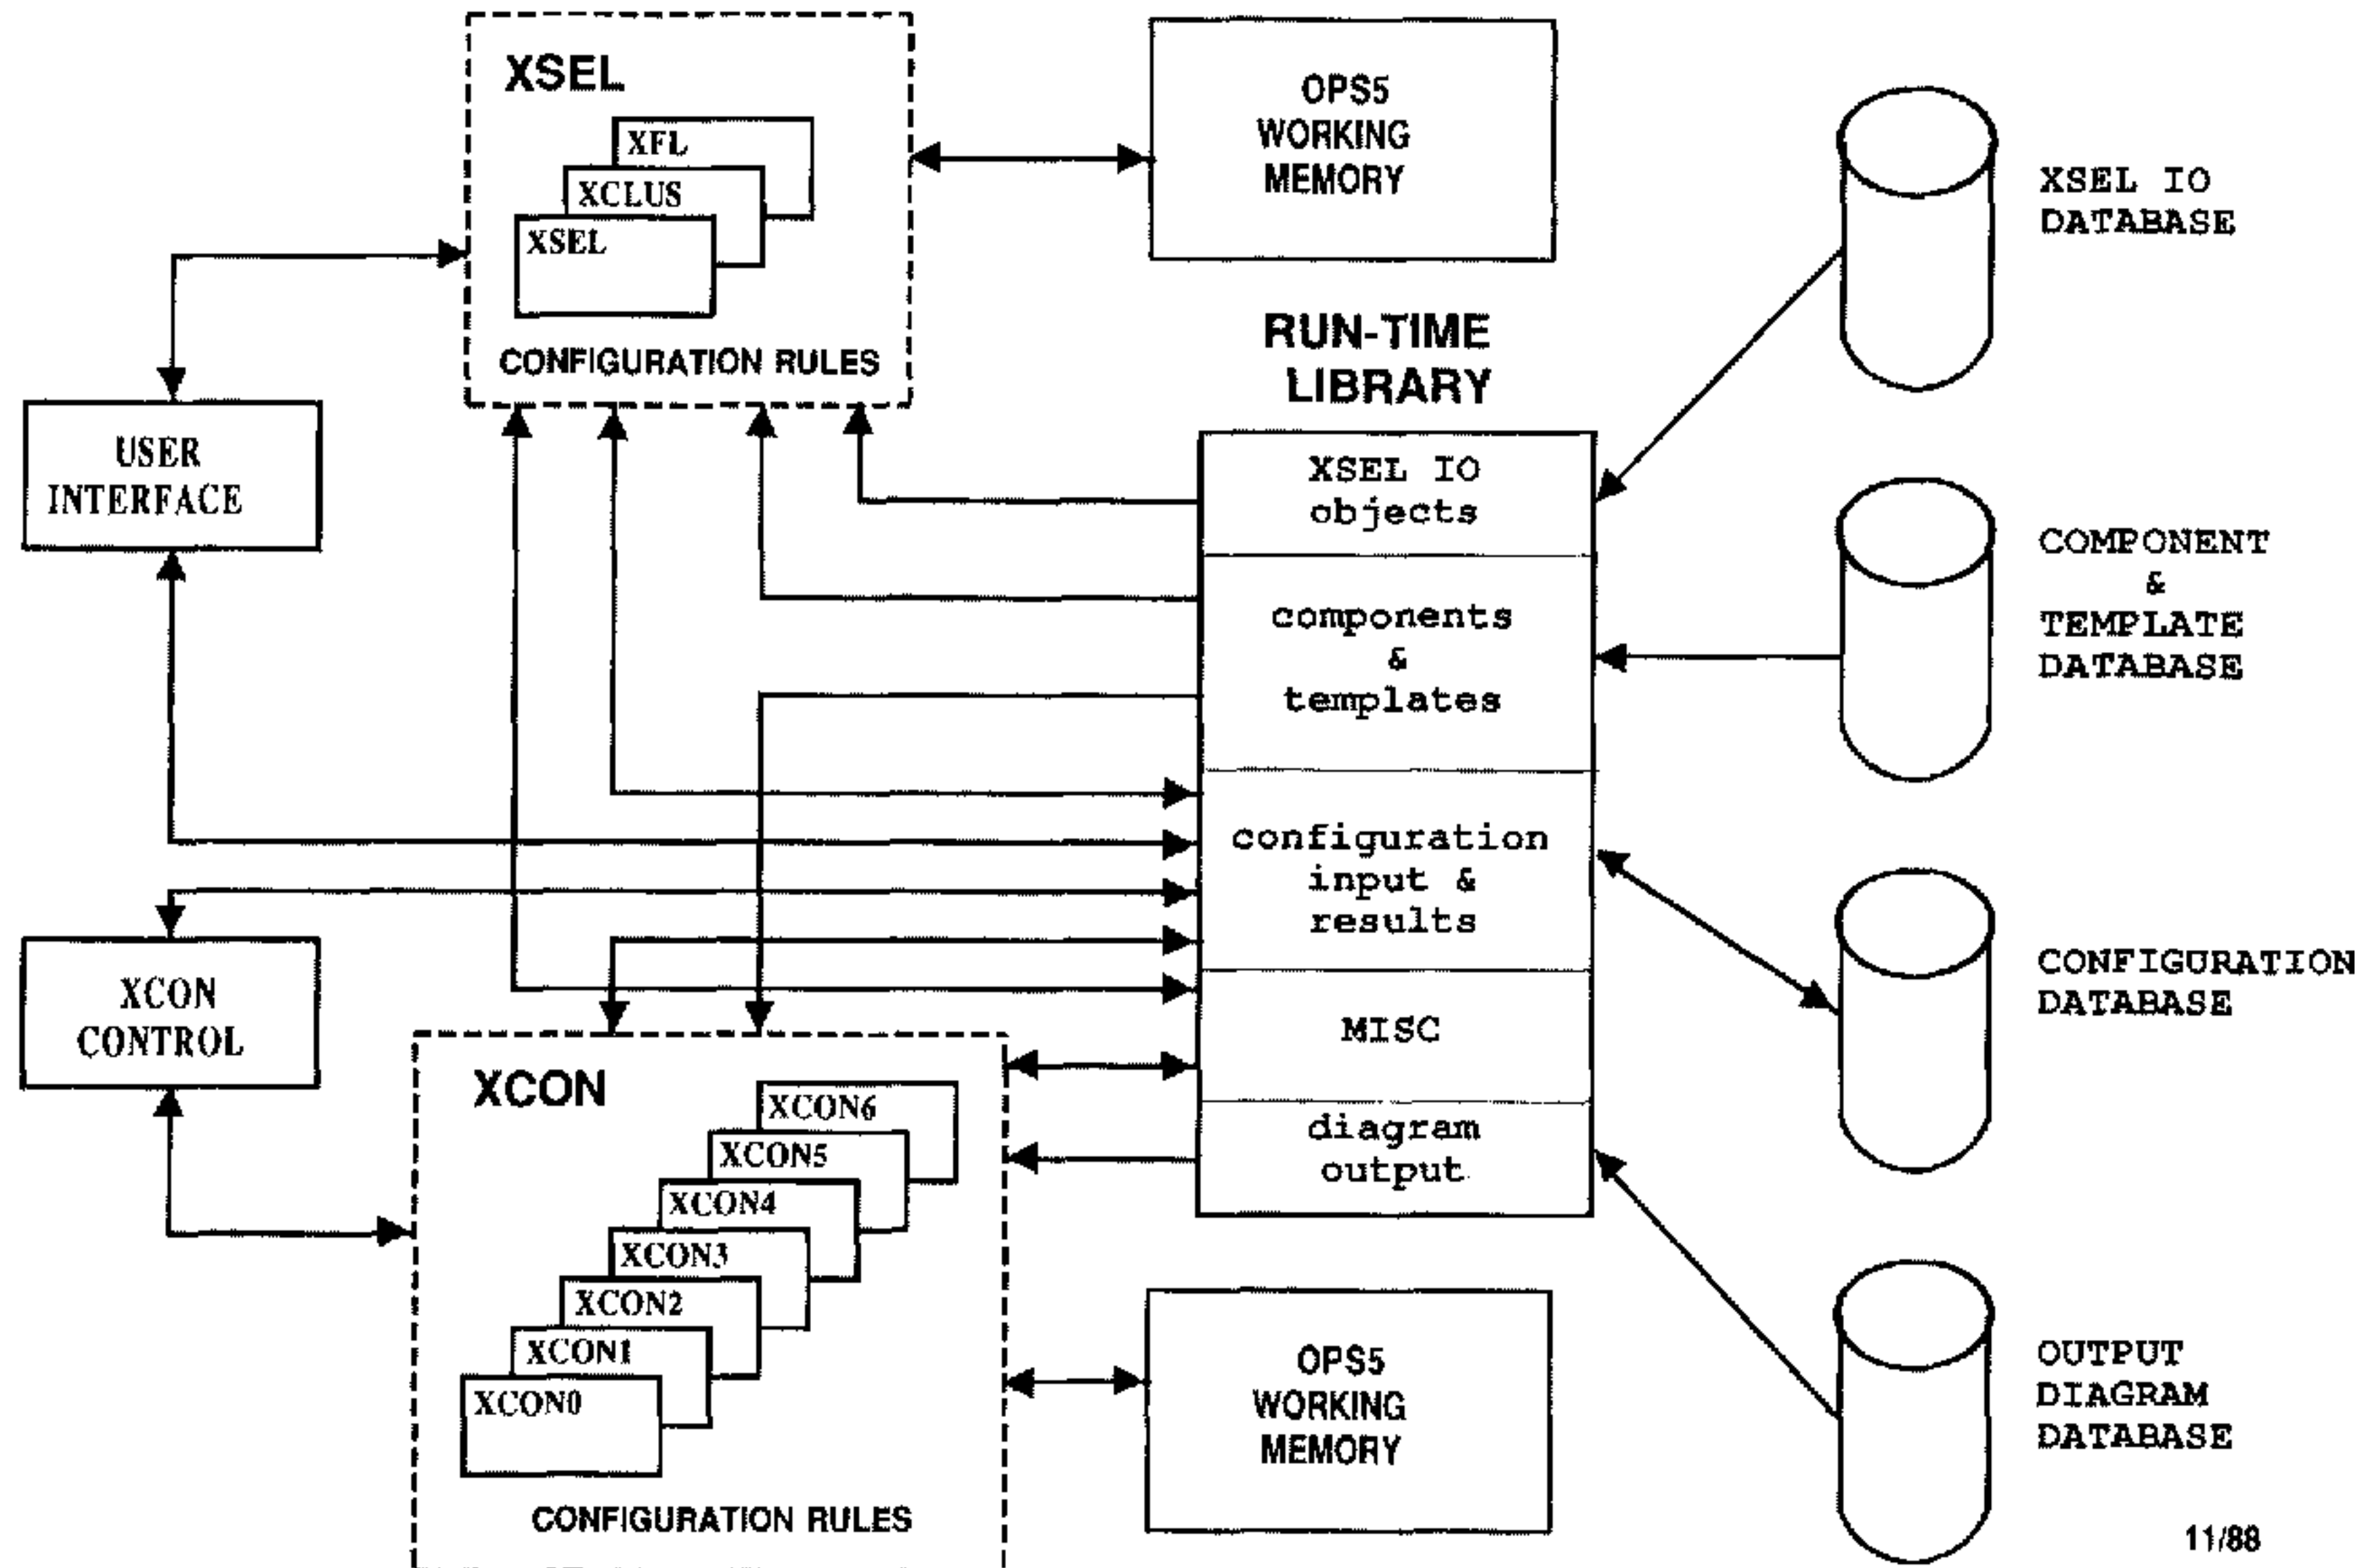 XSEL
XFL
XCLUS
XSEL
CONFIGURATION RULES
OPS5
WORKING
MEMORY
XSEL IO
DATABASE
USER
INTERFACE
RUN-TIME
LIBRARY
XSEL IO
objects
components
&
templates
configuration
input &
results
MISC
diagram
output
COMPONENT
&
TEMPLATE
DATABASE
CONFIGURATION
DATABASE
XCON
CONTROL
XCON
XCON6
XCON5
XCON4
XCON3
XCON2
XCON1
XCON0
CONFIGURATION RULES
OPS5
WORKING
MEMORY
OUTPUT
DIAGRAM
DATABASE
11/88